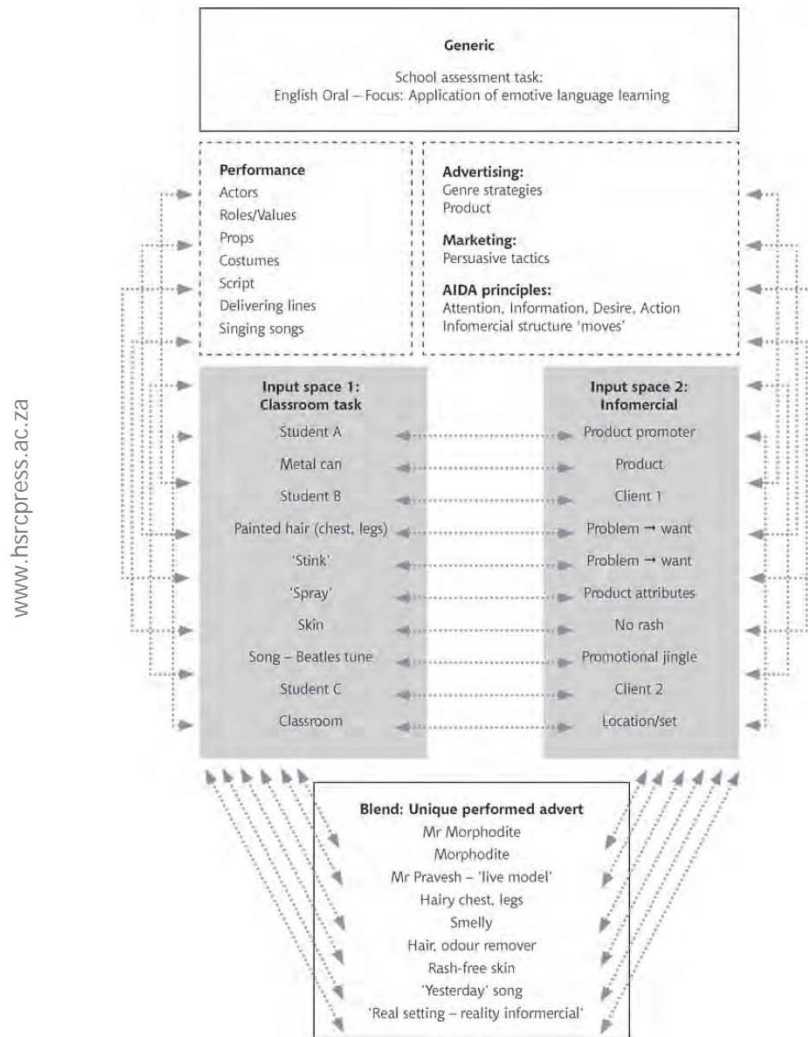 Generic
School assessment task:
English Oral – Focus: Application of emotive language learning
Performance
Actors
Roles/Values
Props
Costumes
Script
Delivering lines
Singing songs
Advertising:
Genre strategies
Product
Marketing:
Persuasive tactics
AIDA principles:
Attention, Information, Desire, Action
Infomercial structure ‘moves’
Input space 1:
Classroom task
Student A
Metal can
Student B
Painted hair (chest, legs)
‘Stink’
‘Spray’
Skin
Song – Beatles tune
Student C
Classroom
Input space 2:
Infomercial
Product promoter
Product
Client 1
Problem → want
Problem → want
Product attributes
No rash
Promotional jingle
Client 2
Location/set
Blend: Unique performed advert
Mr Morphodite
Morphodite
Mr Pravesh – ‘live model’
Hairy chest, legs
Smelly
Hair, odour remover
Rash-free skin
‘Yesterday’ song
‘Real setting – reality informercial’
www.hsrcpress.ac.za